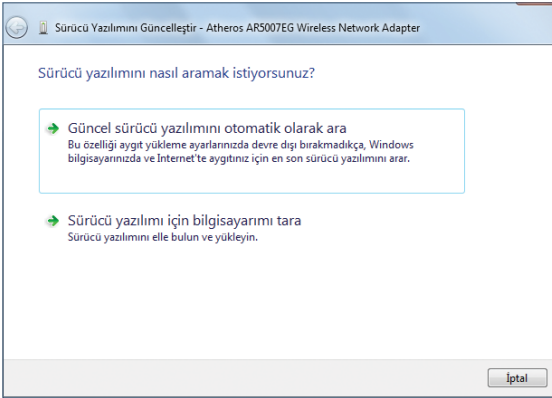 Sürücü Yazılımını Güncelleştir - Atheros AR5007EG Wireless Network Adapter
Sürücü yazılımını nasıl aramak istiyorsunuz?
Güncel sürücü yazılımını otomatik olarak ara
Bu özelliği aygıt yükleme ayarlarınızda devre dışı bırakmadıkça, Windows
bilgisayarınızda ve Internet'te aygıtınız için en son sürücü yazılımını arar.
Sürücü yazılımı için bilgisayarımı tara
Sürücü yazılımını elle bulun ve yükleyin.
İptal